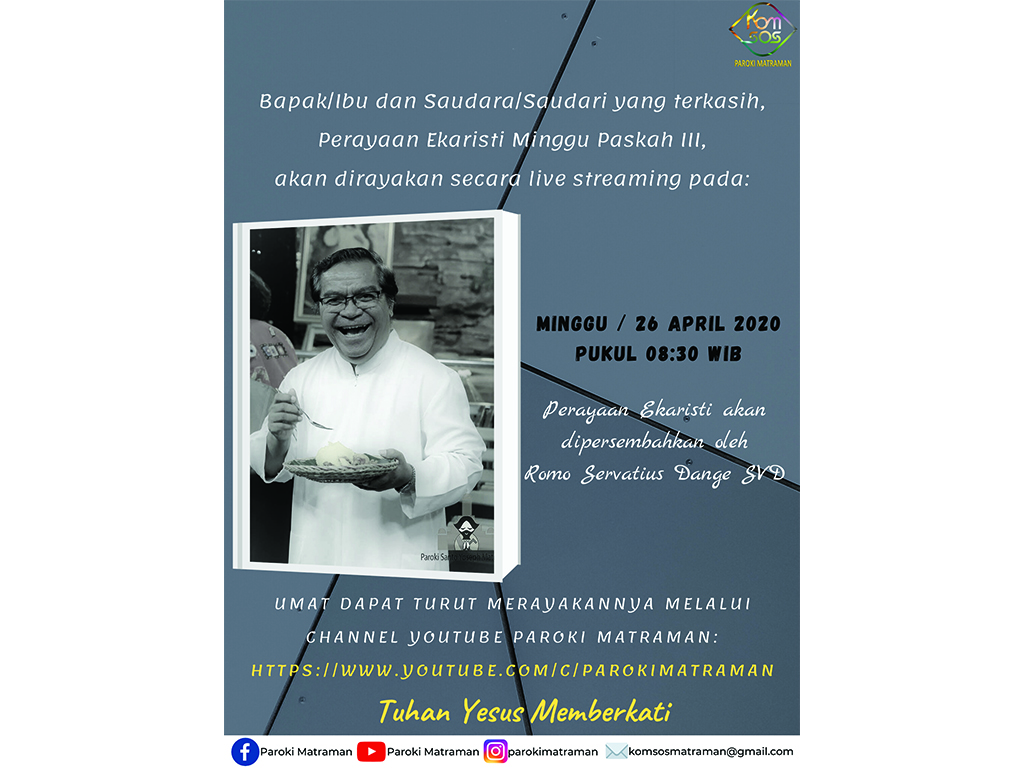 KOM
SOS
PAROKI MATRAMAN
Bapak/Ibu dan Saudara/Saudari yang terkasih,
Perayaan Ekaristi Minggu Paskah III,
akan dirayakan secara live streaming pada:
MINGGU / 26 APRIL 2020
PUKUL 08:30 WIB
Perayaan Ekaristi akan
dipersembahkan oleh
Romo Servatius Dange SVD
Paroki
UMAT DAPAT TURUT MERAYAKANNYA MELALUI
CHANNEL YOUTUBE PAROKI MATRAMAN:
HTTPS://WWW.YOUTUBE.COM/C/PAROKIMATRAMAN
Tuhan Yesus Memberkati
Paroki Matraman Paroki Matraman parokimatraman komsosmatraman@gmail.com